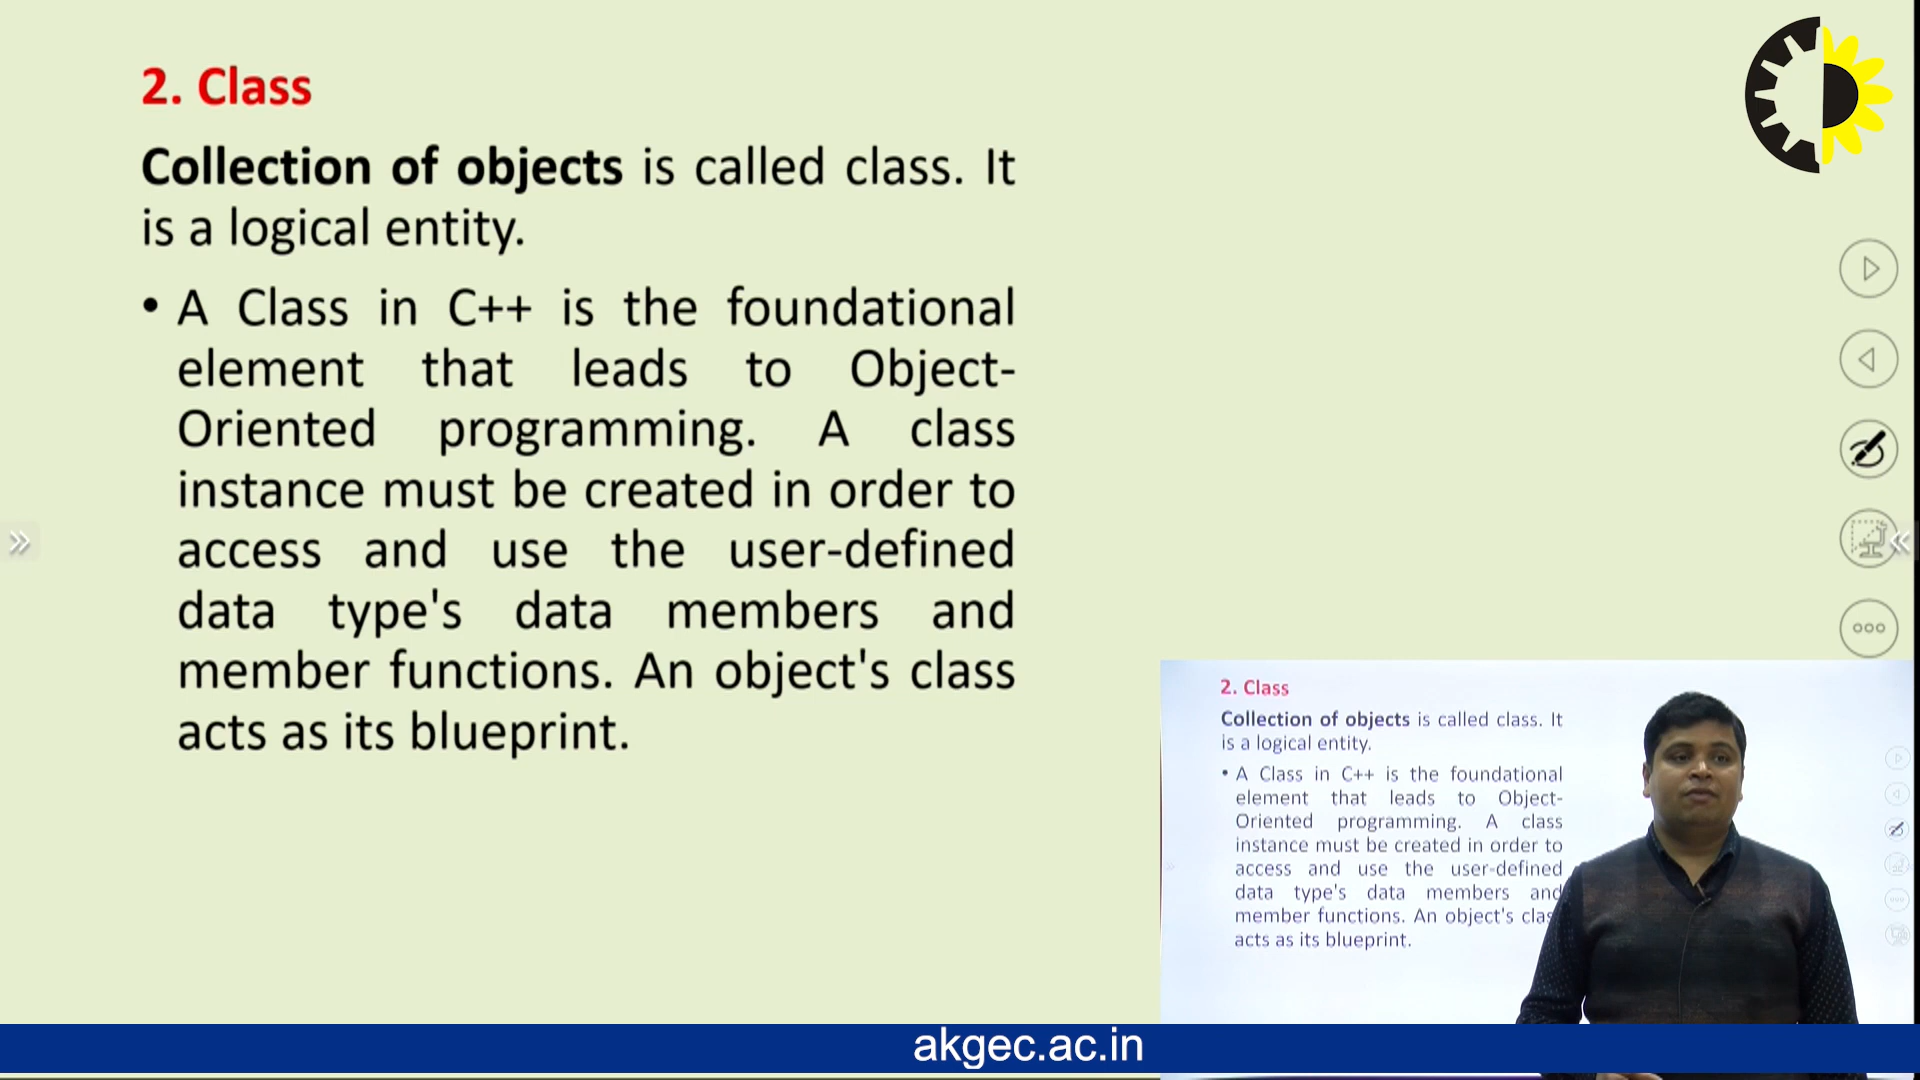 2. Class
Collection of objects is called class. It
is a logical entity.
• A Class in C++ is the foundational
element that leads to Object-
Oriented programming. A class
instance must be created in order to
access and use the user-defined
data type's data members and
member functions. An object's class
acts as its blueprint.
2. Class
Collection of objects is called class. It
is a logical entity.
• A Class in C++ is the foundational
element that leads to Object-
Oriented programming. A class
instance must be created in order to
access and use the user-defined
data type's data members and
member functions. An object's clas
acts as its blueprint.
akgec.ac.in